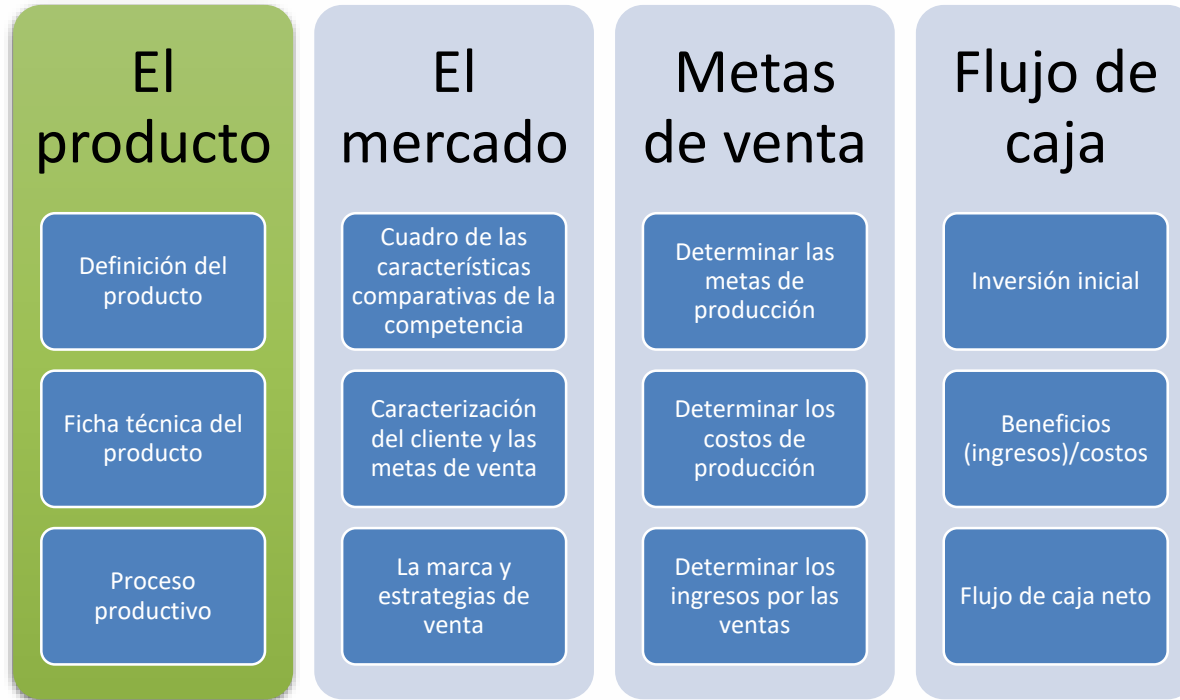 El
producto
Definición del
producto
Ficha técnica del
producto
Proceso
productivo
El
mercado
Cuadro de las
características
comparativas de la
competencia
Caracterización
del cliente y las
metas de venta
La marca y
estrategias de
venta
Metas
de venta
Determinar las
metas de
producción
Determinar los
costos de
producción
Determinar los
ingresos por las
ventas
Flujo de
caja
Inversión inicial
Beneficios
(ingresos)/costos
Flujo de caja neto